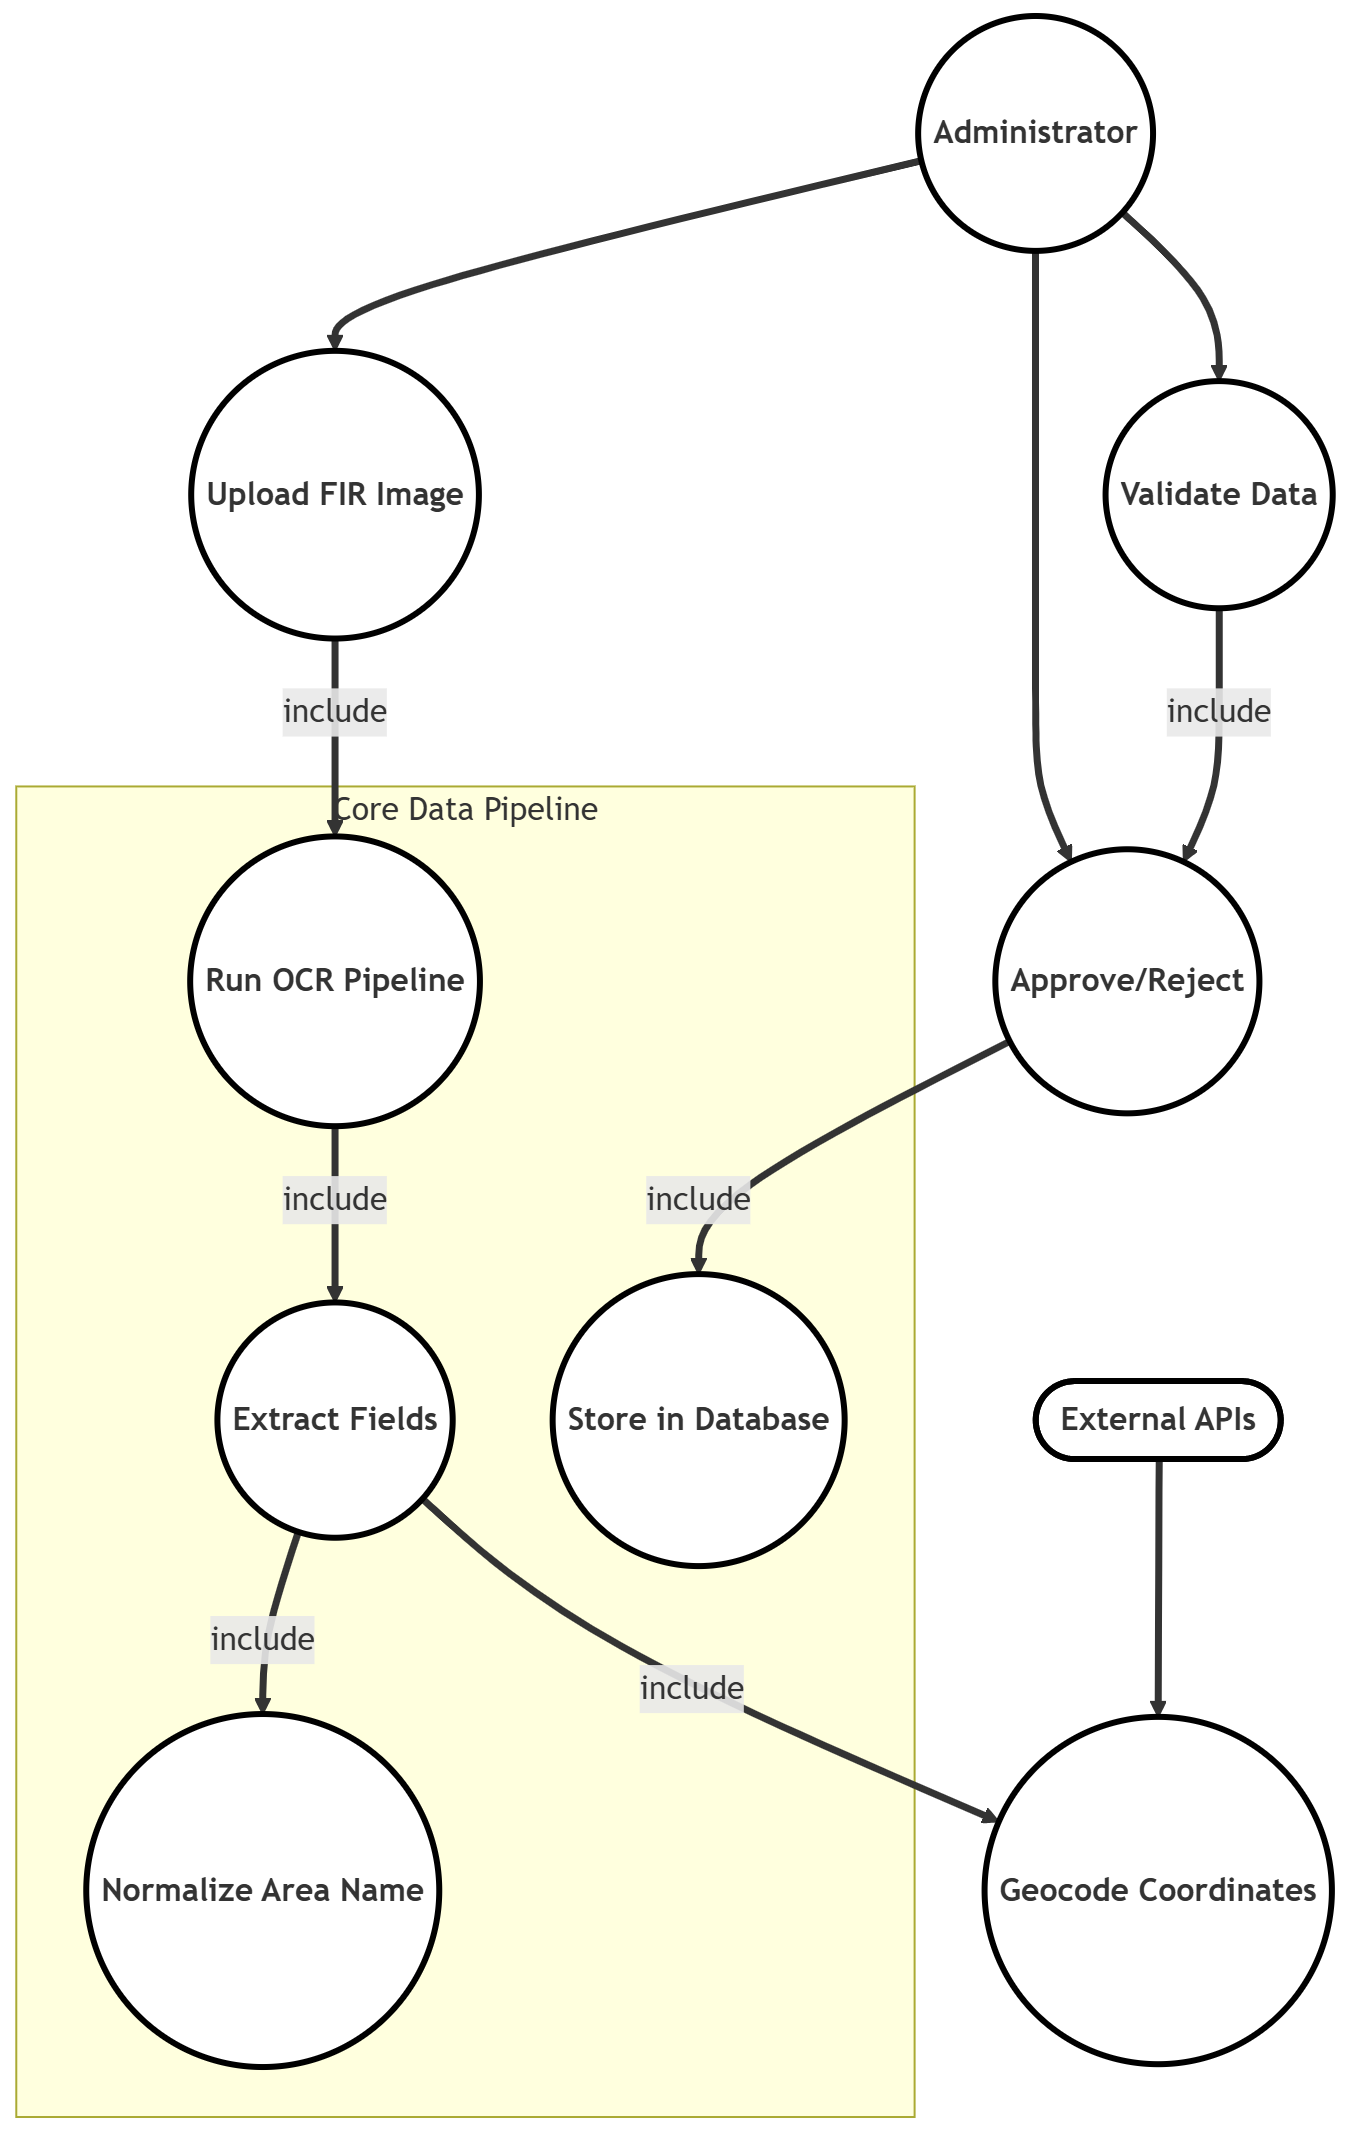 Administrator
Upload FIR Image
Validate Data
include
include
Core Data Pipeline
Run OCR Pipeline
Approve/Reject
include
include
Extract Fields
Store in Database
External APIs
include
include
Normalize Area Name
Geocode Coordinates